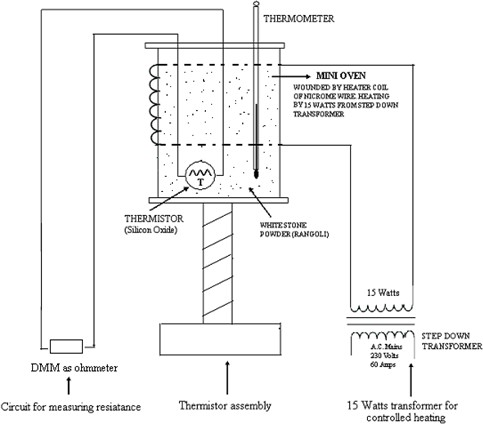 THERMOMETER
MINI OVEN
WOUNDED BY HEATER COIL
OF NICROME WIRE. HEATING
BY 15 WATTS FROM STEP DOWN
TRANSFORMER
T
THERMISTOR
(Silicon Oxide)
WHITE STONE
POWDER (RANGOLI)
15 Watts
STEP DOWN
TRANSFORMER
A.C. Mains
230 Volts
60 Amps
DMM as ohmmeter
Circuit for measuring resiatance
Thermistor assembly
15 Watts transformer for
controlled heating